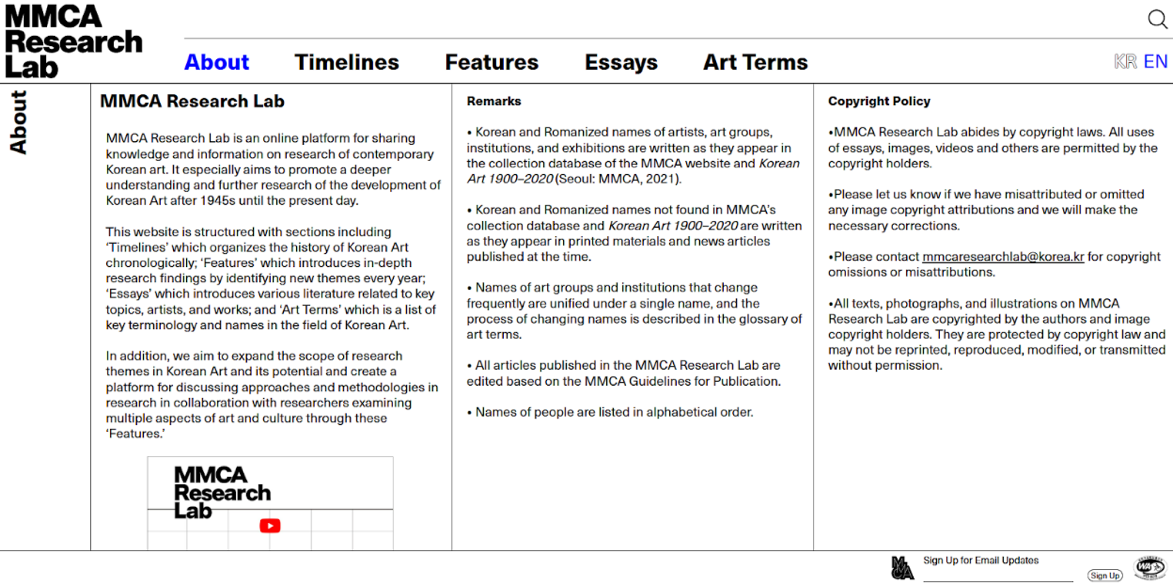 MMCA
Research
Lab
About
Timelines
Features
Essays
Art Terms
KR EN
About
MMCA Research Lab
MMCA Research Lab is an online platform for sharing
knowledge and information on research of contemporary
Korean art. It especially aims to promote a deeper
understanding and further research of the development of
Korean Art after 1945s until the present day.
This website is structured with sections including
‘Timelines’ which organizes the history of Korean Art
chronologically; ‘Features’ which introduces in-depth
research findings by identifying new themes every year;
‘Essays’ which introduces various literature related to key
topics, artists, and works; and ‘Art Terms’ which is a list of
key terminology and names in the field of Korean Art.
In addition, we aim to expand the scope of research
themes in Korean Art and its potential and create a
platform for discussing approaches and methodologies in
research in collaboration with researchers examining
multiple aspects of art and culture through these
‘Features.’
MMCA
Research
Lab
Remarks
• Korean and Romanized names of artists, art groups,
institutions, and exhibitions are written as they appear in
the collection database of the MMCA website and Korean
Art 1900–2020 (Seoul: MMCA, 2021).
• Korean and Romanized names not found in MMCA’s
collection database and Korean Art 1900–2020 are written
as they appear in printed materials and news articles
published at the time.
• Names of art groups and institutions that change
frequently are unified under a single name, and the
process of changing names is described in the glossary of
art terms.
• All articles published in the MMCA Research Lab are
edited based on the MMCA Guidelines for Publication.
• Names of people are listed in alphabetical order.
Copyright Policy
•MMCA Research Lab abides by copyright laws. All uses
of essays, images, videos and others are permitted by the
copyright holders.
•Please let us know if we have misattributed or omitted
any image copyright attributions and we will make the
necessary corrections.
•Please contact mmcaresearchlab@korea.kr for copyright
omissions or misattributions.
•All texts, photographs, and illustrations on MMCA
Research Lab are copyrighted by the authors and image
copyright holders. They are protected by copyright law and
may not be reprinted, reproduced, modified, or transmitted
without permission.
MMCA
Sign Up for Email Updates
Sign Up
WA